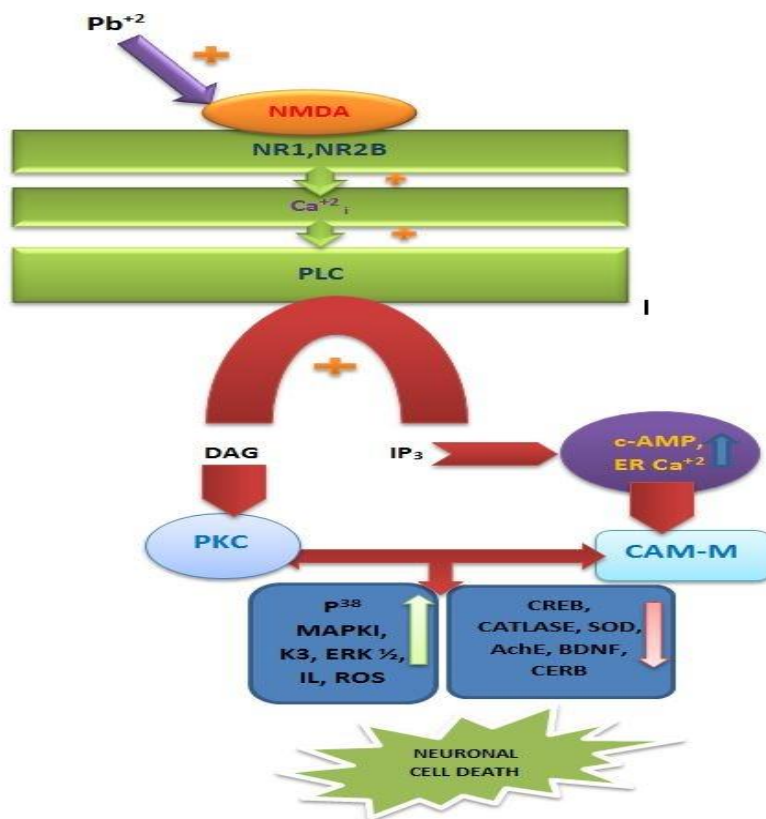 Pb⁺²
NMDA
NR1,NR2B
Ca⁺² ᵢ
PLC
I
DAG
IP₃
c-AMP,
ER Ca⁺²
PKC
CAM-M
P³⁸
MAPKI,
K3, ERK ½,
IL, ROS
CREB,
CATLASE, SOD,
AchE, BDNF,
CERB
NEURONAL
CELL DEATH